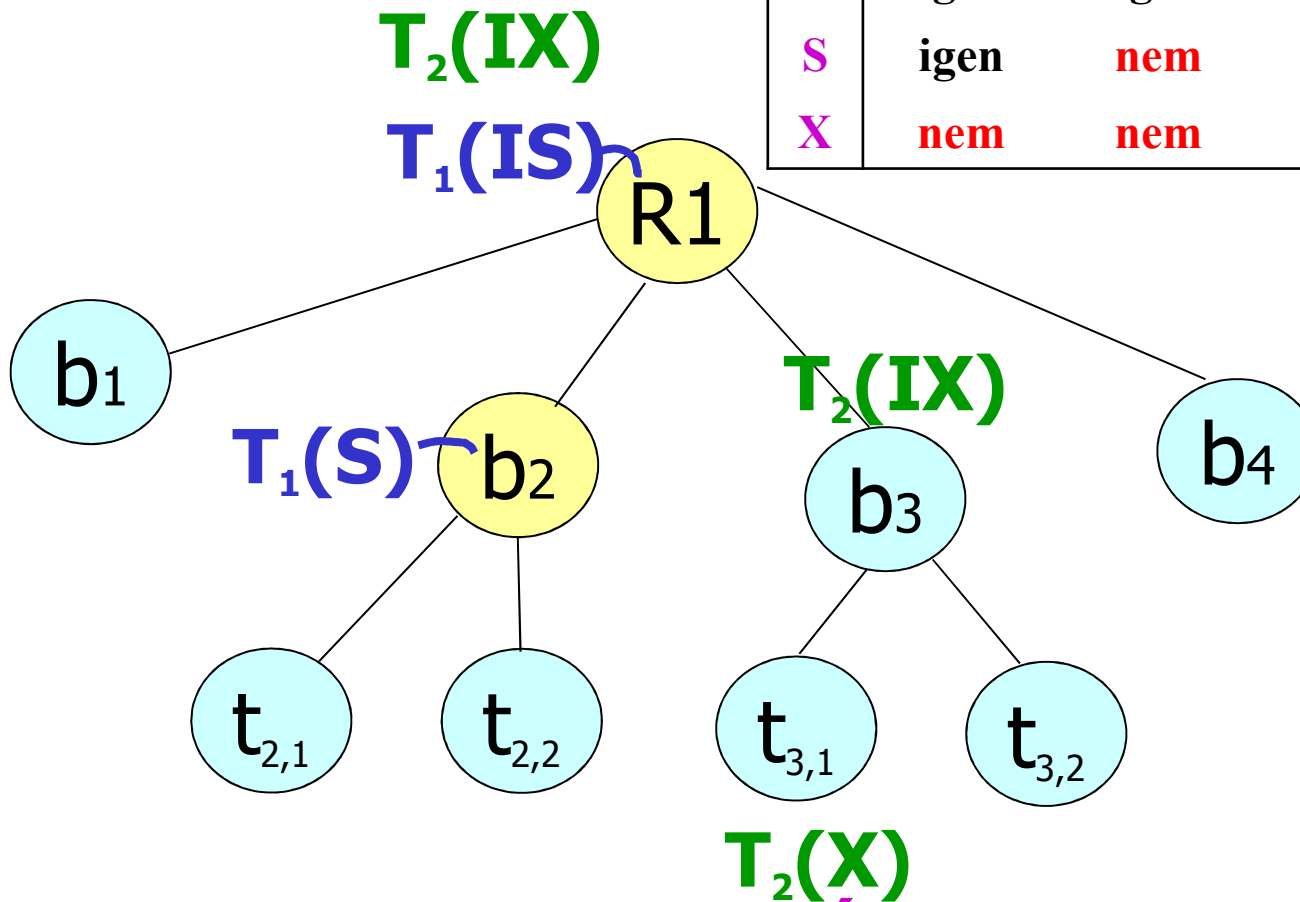 T₂(IX)
S igen nem
T₁(IS)
X nem nem
R1
b1
T₂(IX)
T₁(S)
b2
b3
b4
t2,1
t2,2
t3,1
t3,2
T₂(X)